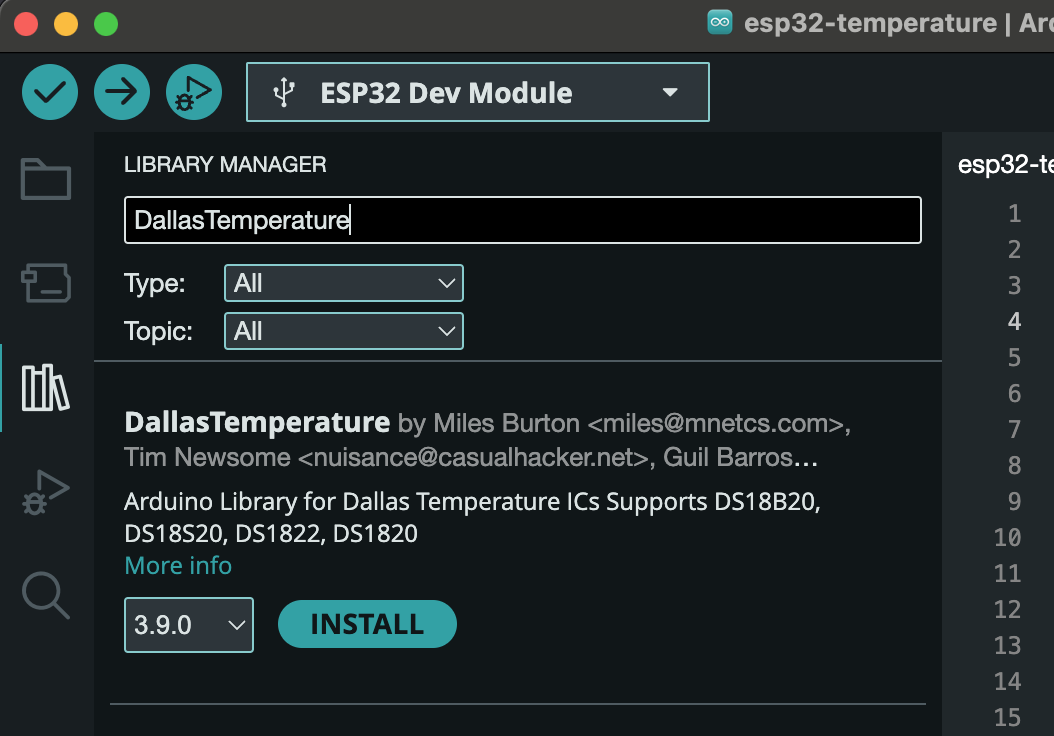 esp32-temperature | Ar
ESP32 Dev Module
LIBRARY MANAGER
DallasTemperature
Type: All
Topic: All
DallasTemperature by Miles Burton <miles@mnetcs.com>,
Tim Newsome <nuisance@casualhacker.net>, Guil Barros...
Arduino Library for Dallas Temperature ICs Supports DS18B20,
DS18S20, DS1822, DS1820
More info
3.9.0 INSTALL
esp32-te
1
2
3
4
5
6
7
8
9
10
11
12
13
14
15